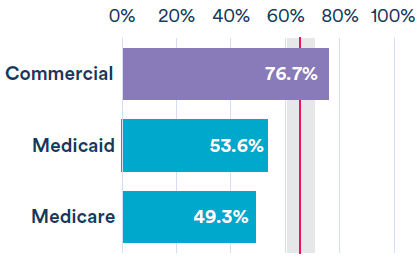 0% 20% 40% 60% 80% 100%
Commercial 76.7%
Medicaid 53.6%
Medicare 49.3%